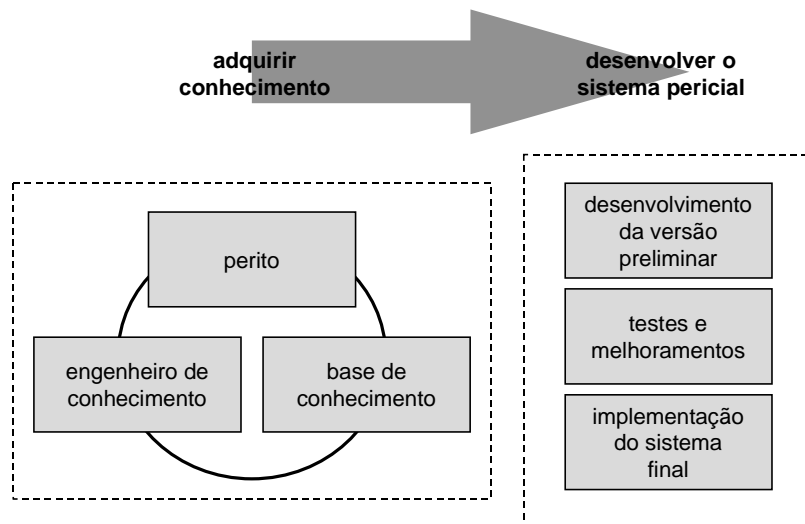 adquirir
conhecimento
desenvolver o
sistema pericial
perito
engenheiro de
conhecimento
base de
conhecimento
desenvolvimento
da versão
preliminar
testes e
melhoramentos
implementação
do sistema
final